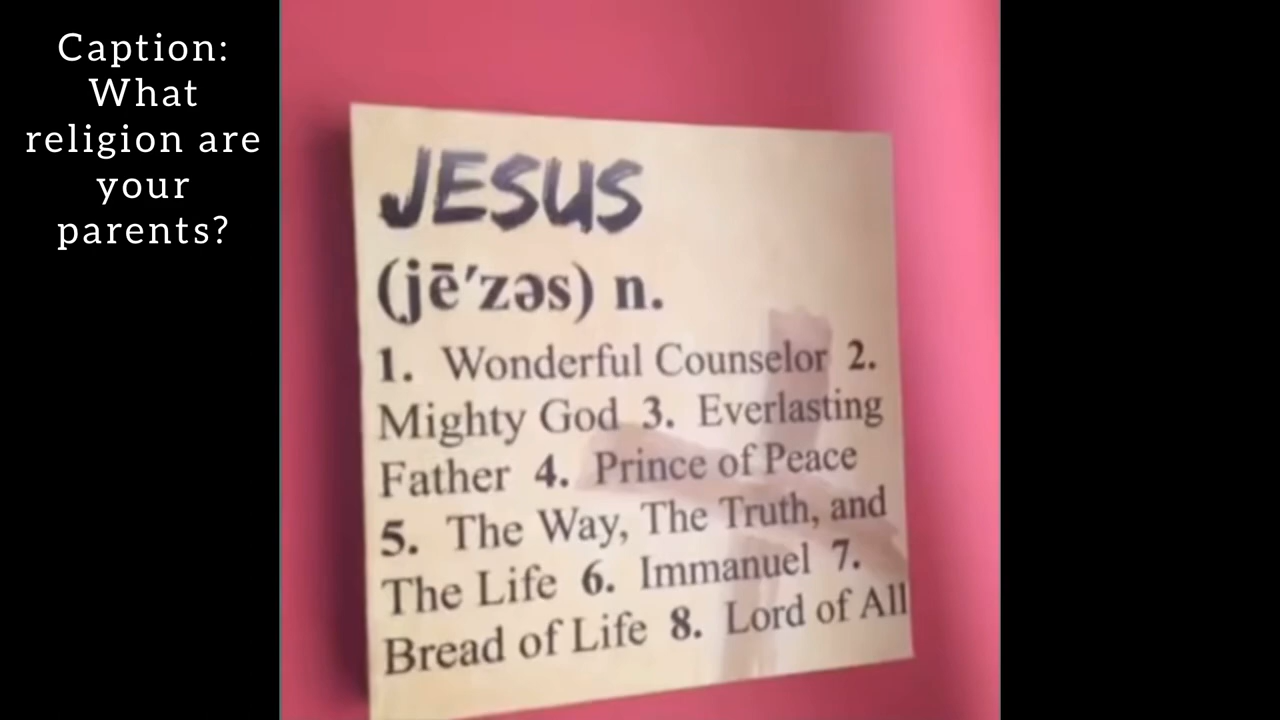 Caption:
What
religion are
your
parents?
JESUS
(jē′zəs) n.
1. Wonderful Counselor 2.
Mighty God 3. Everlasting
Father 4. Prince of Peace
5. The Way, The Truth, and
The Life 6. Immanuel 7.
Bread of Life 8. Lord of All